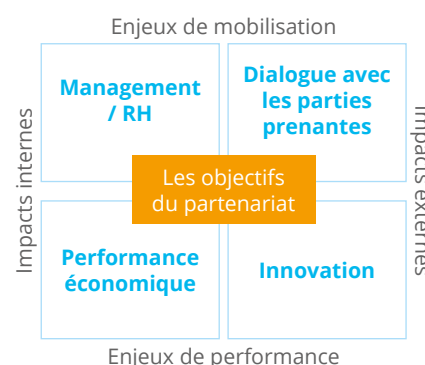 Enjeux de mobilisation
Management
/ RH
Dialogue avec
les parties
prenantes
Impacts internes
Impacts externes
Les objectifs
du partenariat
Performance
économique
Innovation
Enjeux de performance